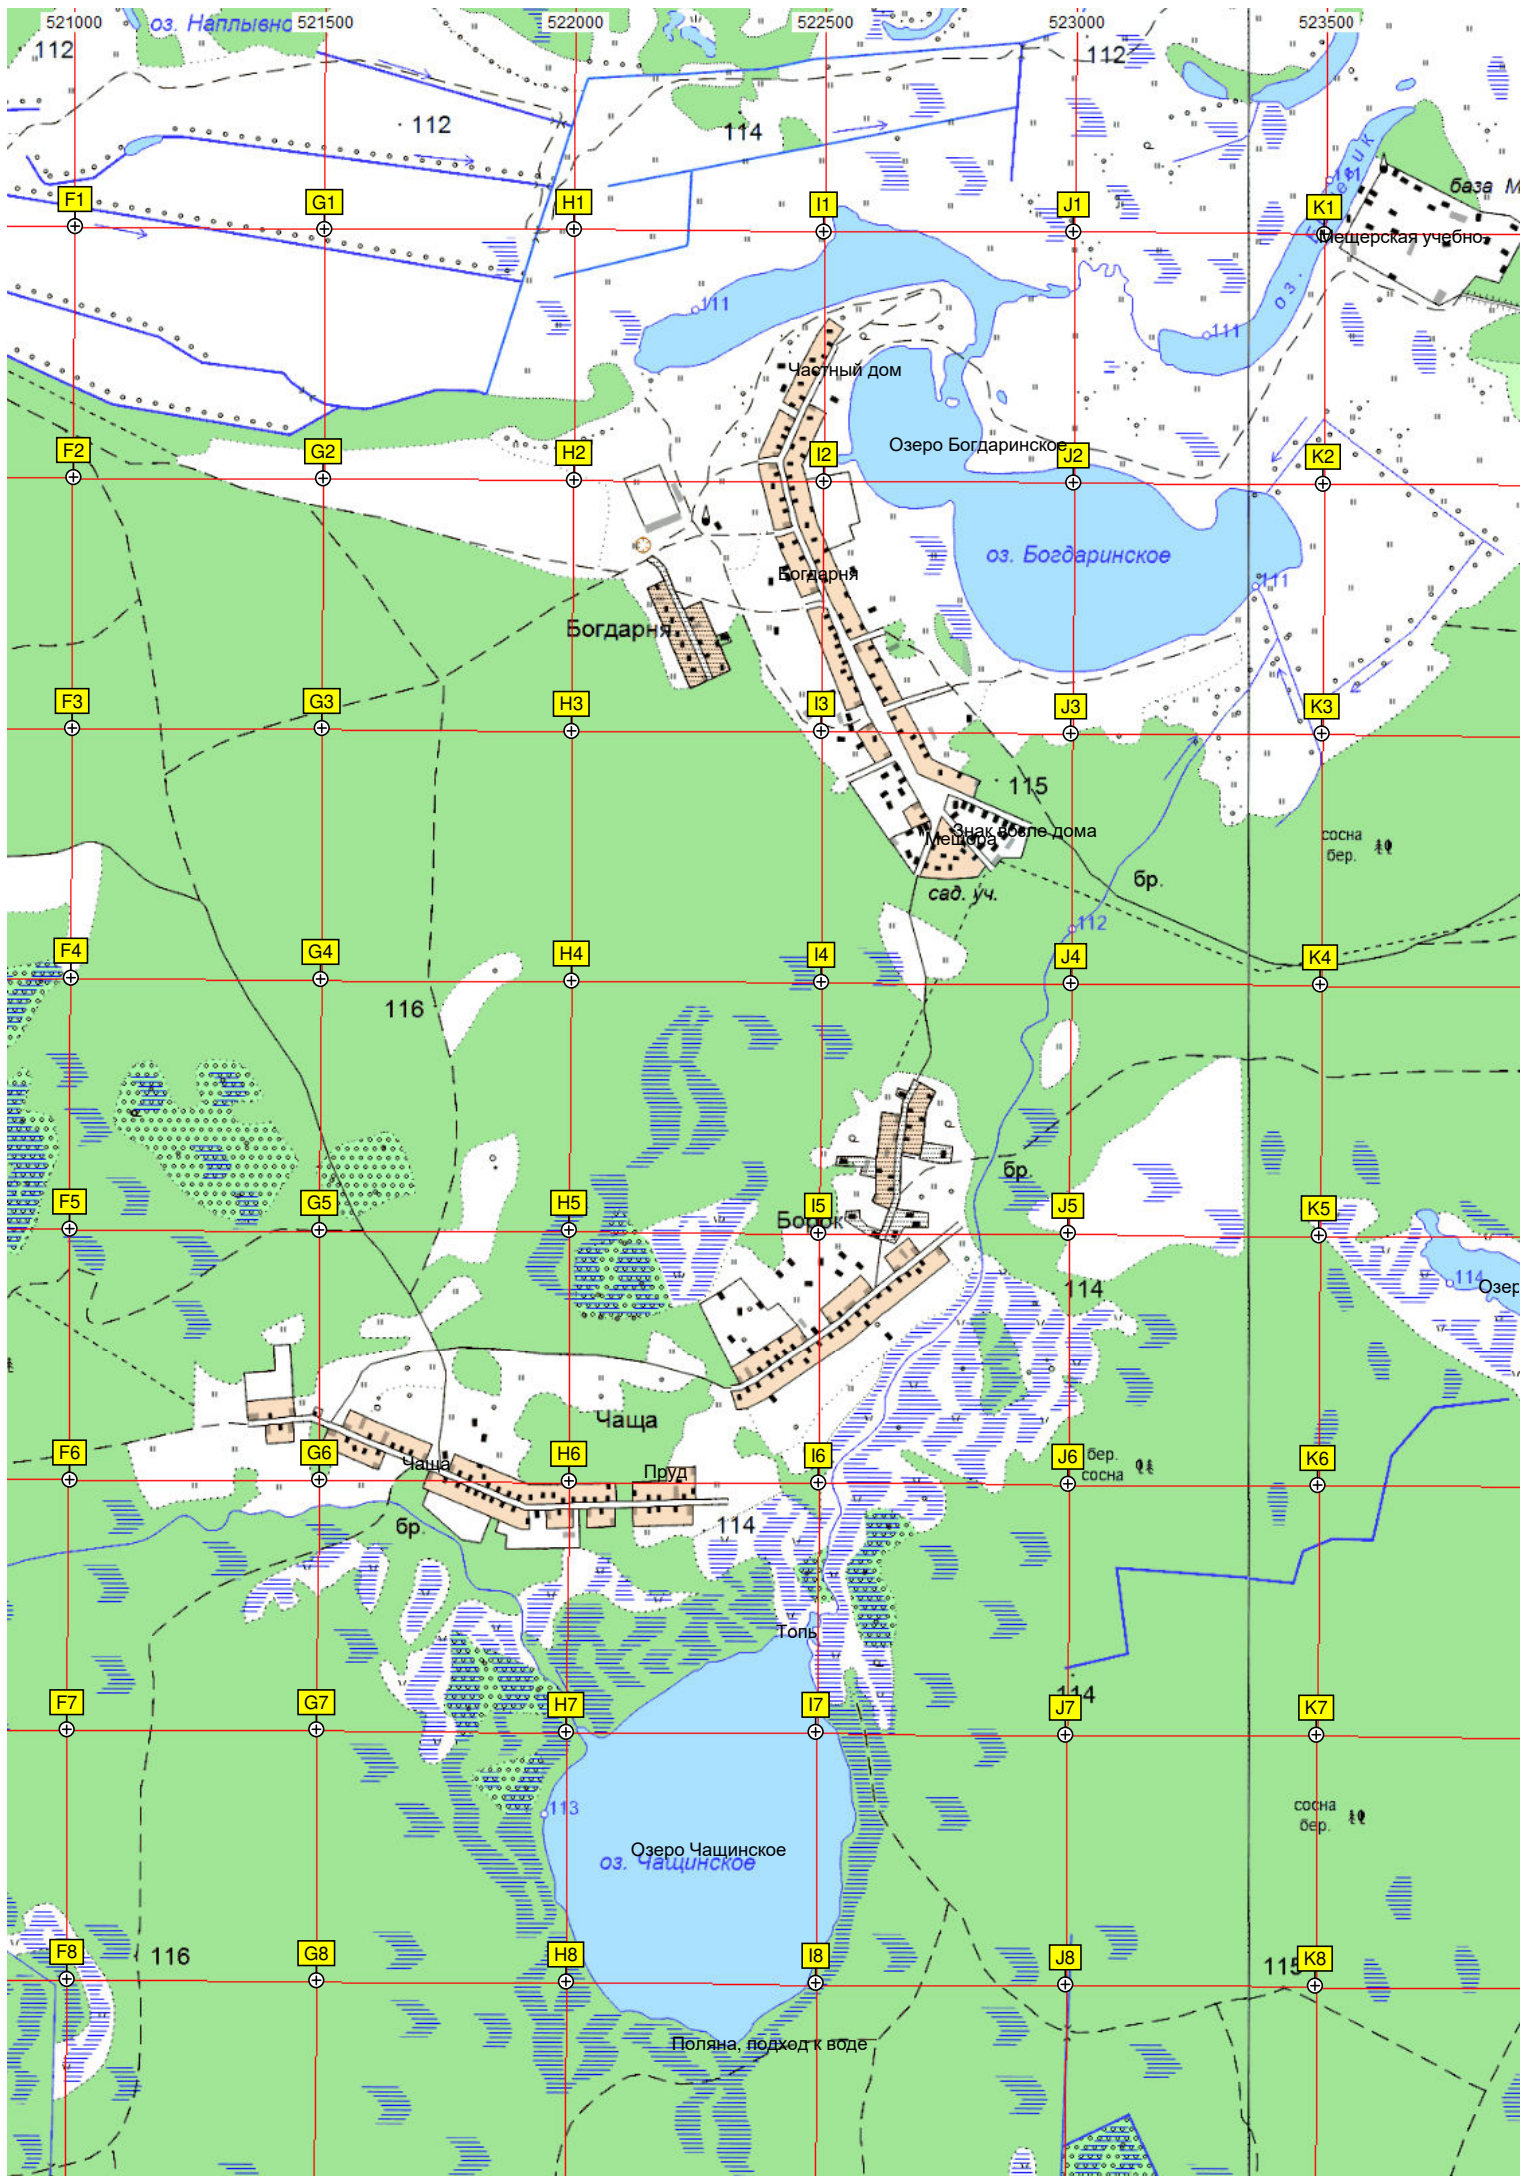 521000 521500 522000 522500 523000 523500
оз. Наплывно
112
112
112
114
111
база М
F1 G1 H1 I1 J1 K1
Мещерская учебно-
оз.
111
111
Частный дом
Озеро Богдаринское
F2 G2 H2 I2 J2 K2
оз. Богдаринское
Богдарня
111
Богдарня
F3 G3 H3 I3 J3 K3
115
Знак возле дома
Мещора
сосна
бер.
бр.
сад. уч.
112
F4 G4 H4 I4 J4 K4
116
бр.
F5 G5 H5 I5 J5 K5
Борок
114
114
Озер
Чаща
F6 G6 H6 I6 J6 K6
Чаща
Пруд
бер.
сосна
бр.
114
Топь
114
F7 G7 H7 I7 J7 K7
113
сосна
бер.
Озеро Чащинское
оз. Чащинское
F8 G8 H8 I8 J8 K8
116
115
Поляна, подход к воде